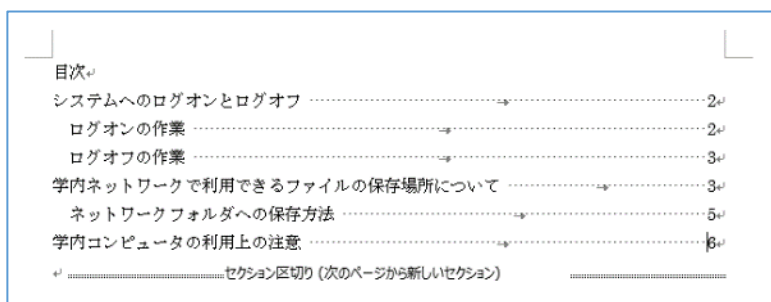 目次
システムへのログオンとログオフ ……………………………………………… 2
ログオンの作業 ……………………………………………… 2
ログオフの作業 ……………………………………………… 3
学内ネットワークで利用できるファイルの保存場所について ……………………… 3
ネットワークフォルダへの保存方法 ……………………………………… 5
学内コンピュータの利用上の注意 ……………………………………… 6
セクション区切り (次のページから新しいセクション)